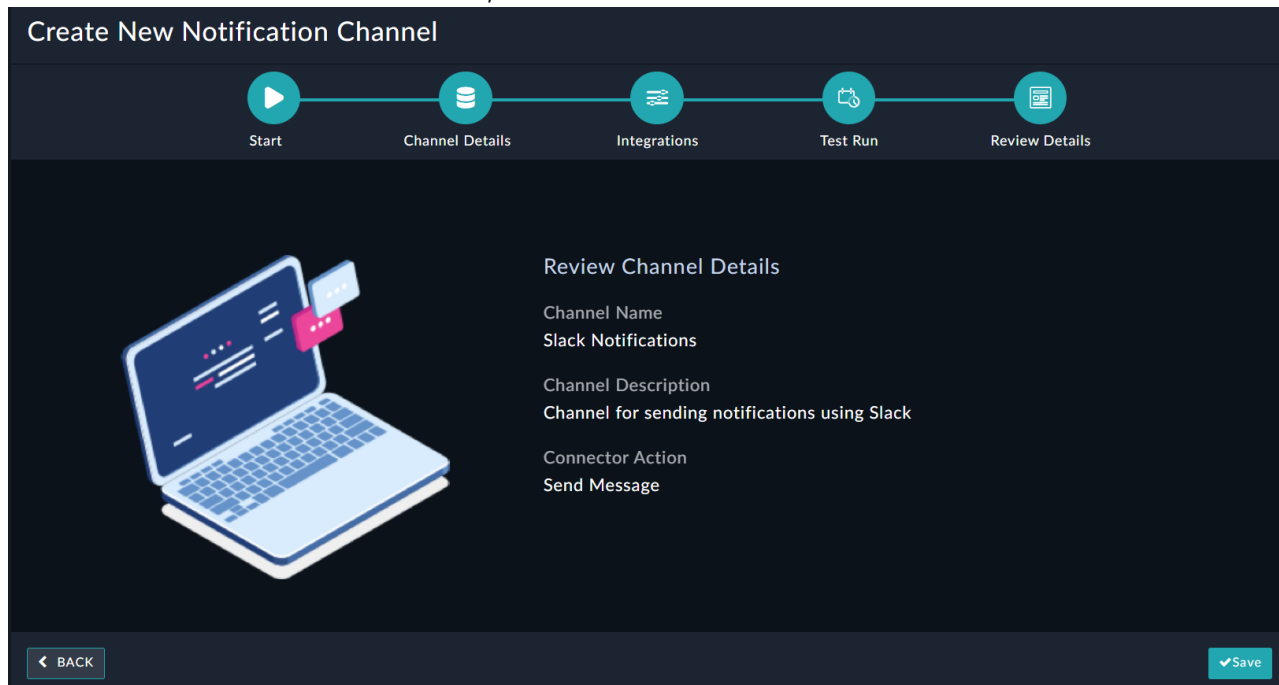 Create New Notification Channel
Start
Channel Details
Integrations
Test Run
Review Details
Review Channel Details
Channel Name
Slack Notifications
Channel Description
Channel for sending notifications using Slack
Connector Action
Send Message
BACK
Save